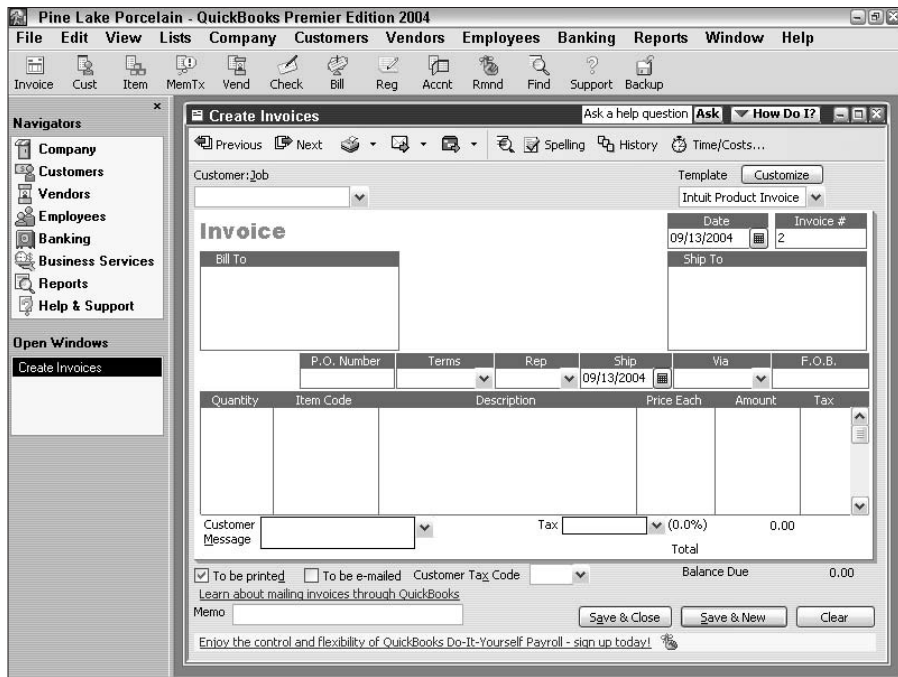 Pine Lake Porcelain - QuickBooks Premier Edition 2004
File Edit View Lists Company Customers Vendors Employees Banking Reports Window Help
Invoice Cust Item MemTx Vend Check Bill Reg Accnt Rmnd Find Support Backup
Navigators
Company
Customers
Vendors
Employees
Banking
Business Services
Reports
Help & Support
Open Windows
Create Invoices
Create Invoices Ask a help question Ask How Do I?
Previous Next Spelling History Time/Costs...
Customer:Job Template Customize
Intuit Product Invoice
Invoice Date Invoice #
09/13/2004 2
Bill To Ship To
P.O. Number Terms Rep Ship Via F.O.B.
09/13/2004
Quantity Item Code Description Price Each Amount Tax
Customer Message Tax (0.0%) 0.00
Total
To be printed To be e-mailed Customer Tax Code Balance Due 0.00
Learn about mailing invoices through QuickBooks
Memo Save & Close Save & New Clear
Enjoy the control and flexibility of QuickBooks Do-It-Yourself Payroll - sign up today!